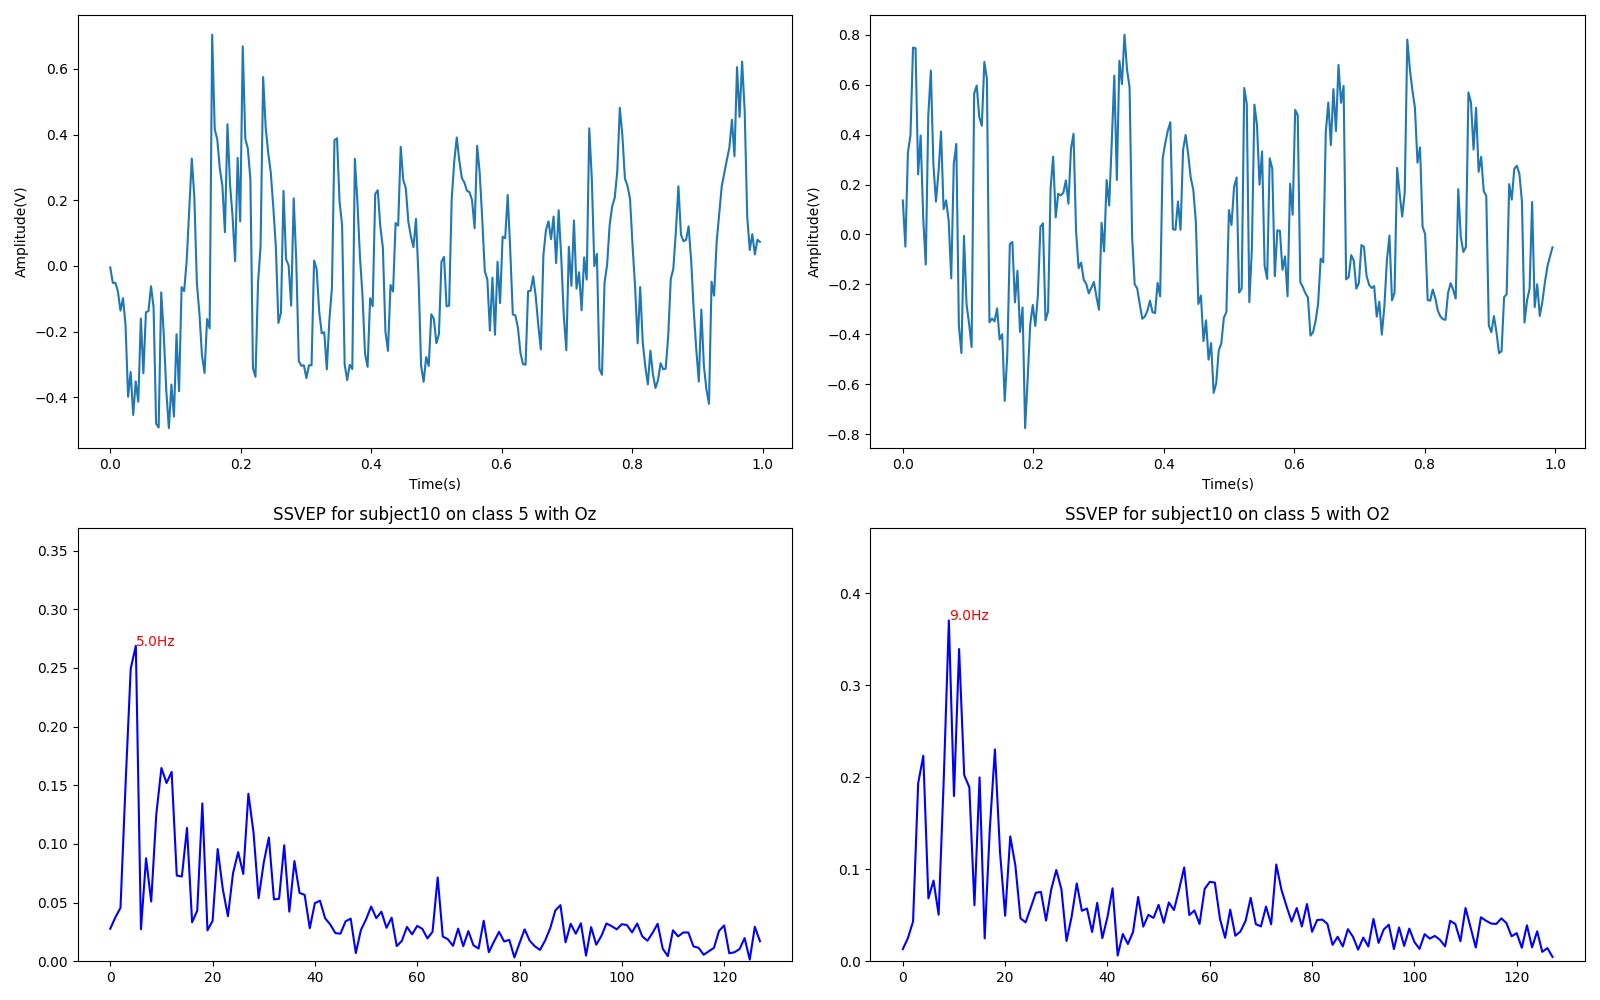 0.6
0.4
0.2
0.0
−0.2
−0.4
Amplitude(V)
0.0 0.2 0.4 0.6 0.8 1.0
Time(s)
0.8
0.6
0.4
0.2
0.0
−0.2
−0.4
−0.6
−0.8
Amplitude(V)
0.0 0.2 0.4 0.6 0.8 1.0
Time(s)
SSVEP for subject10 on class 5 with Oz
0.35
0.30
0.25
0.20
0.15
0.10
0.05
0.00
5.0Hz
0 20 40 60 80 100 120
SSVEP for subject10 on class 5 with O2
0.4
0.3
0.2
0.1
0.0
9.0Hz
0 20 40 60 80 100 120